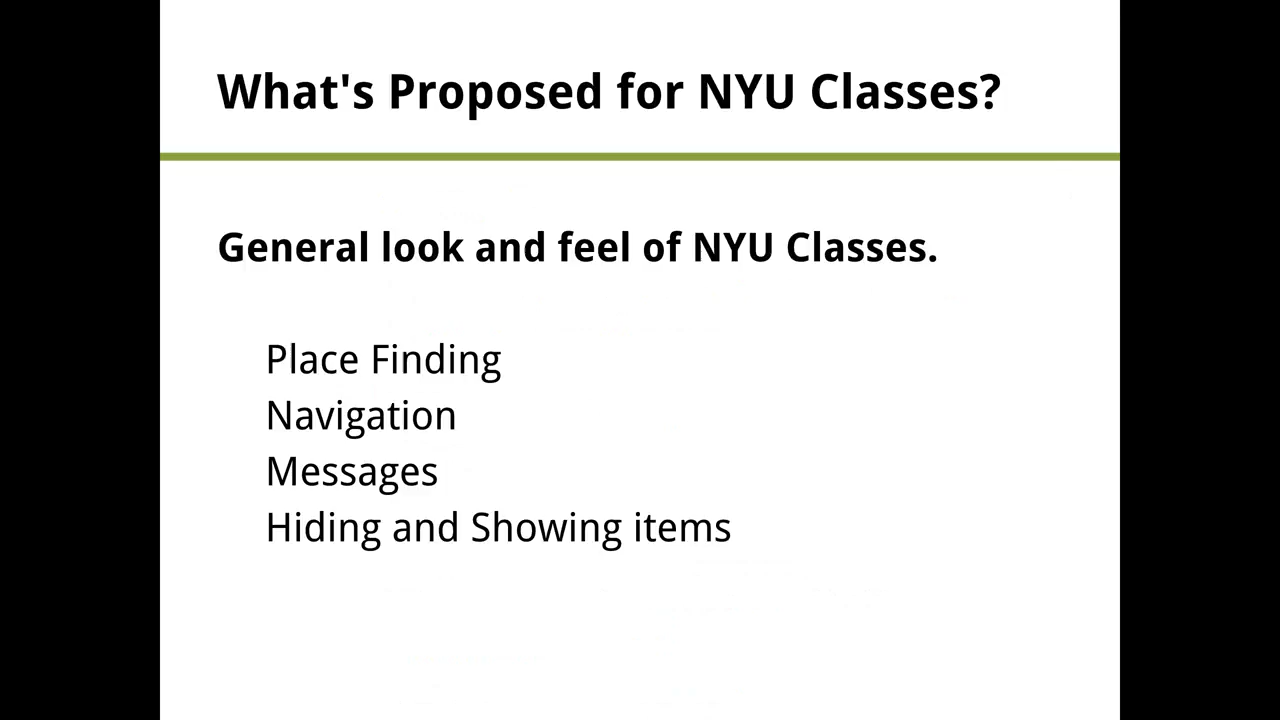 What's Proposed for NYU Classes?
General look and feel of NYU Classes.
Place Finding
Navigation
Messages
Hiding and Showing items